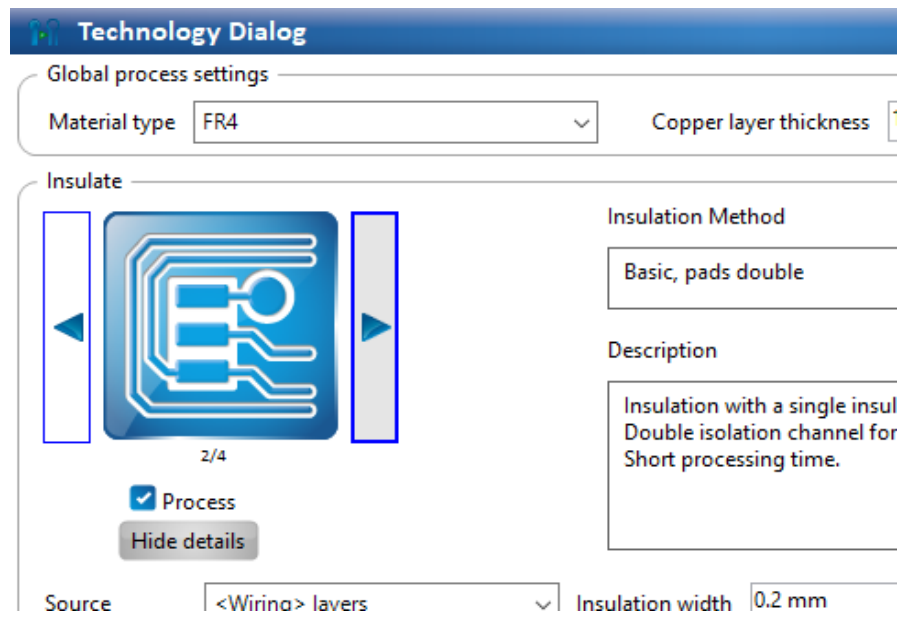 Technology Dialog
Global process settings
Material type FR4 Copper layer thickness
Insulate
Insulation Method
Basic, pads double
Description
Insulation with a single
Double isolation channel for
Short processing time.
2/4
Process
Hide details
Source <Wiring> layers Insulation width 0.2 mm